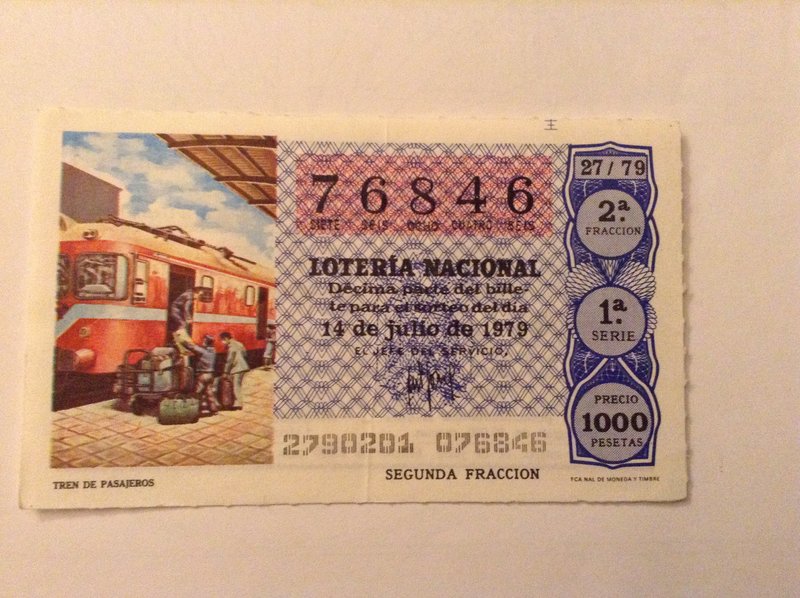 76846
SIETE SEIS OCHO CUATRO SEIS
LOTERÍA NACIONAL
Décima parte del bille-
te para el sorteo del día
14 de julio de 1979
EL JEFE DEL SERVICIO,
2790201 076846
SEGUNDA FRACCION
TREN DE PASAJEROS
27/79
2ª.
FRACCION
1ª.
SERIE
PRECIO
1000
PESETAS
FCA. NAL. DE MONEDA Y TIMBRE